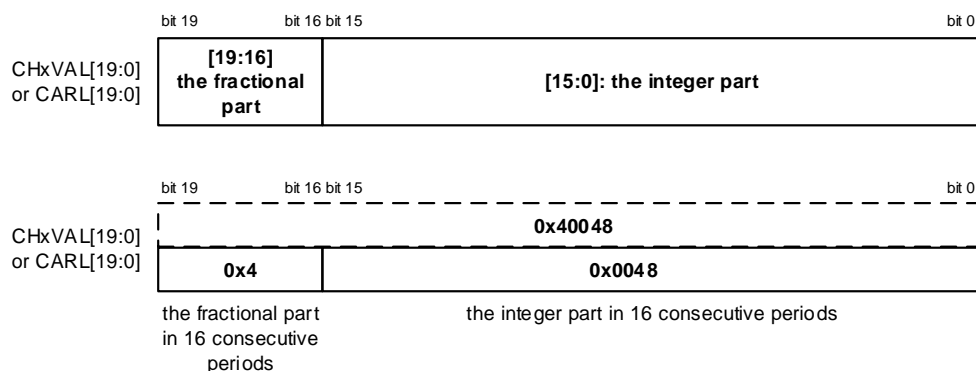 bit 19 bit 16 bit 15 bit 0
CHxVAL[19:0]
or CARL[19:0]
[19:16]
the fractional
part
[15:0]: the integer part
bit 19 bit 16 bit 15 bit 0
CHxVAL[19:0]
or CARL[19:0]
0x40048
0x4 0x0048
the fractional part
in 16 consecutive
periods
the integer part in 16 consecutive periods